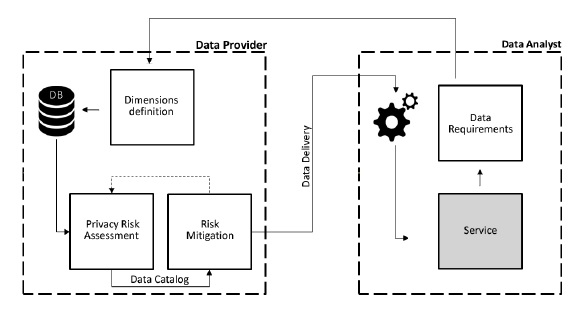 Data Provider
Data Analyst
DB
Dimensions
definition
Data
Requirements
Data Delivery
Privacy Risk
Assessment
Risk
Mitigation
Service
Data Catalog